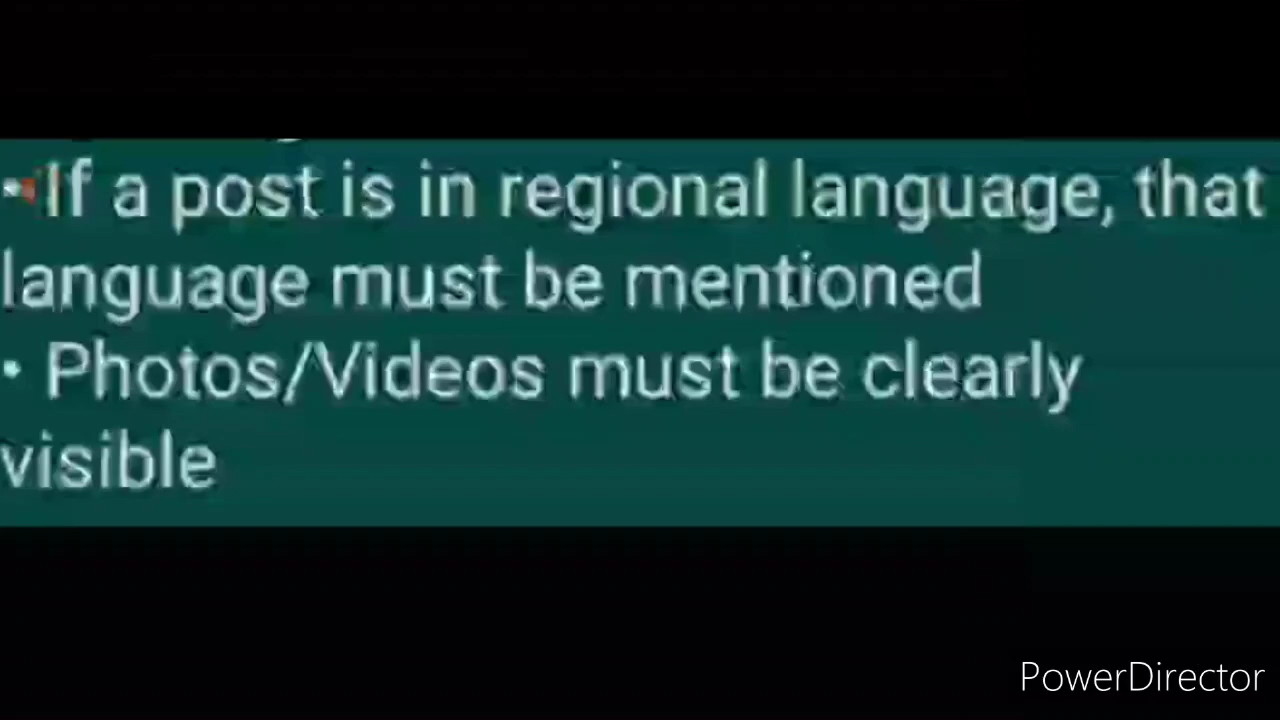 • If a post is in regional language, that
language must be mentioned
• Photos/Videos must be clearly
visible
PowerDirector